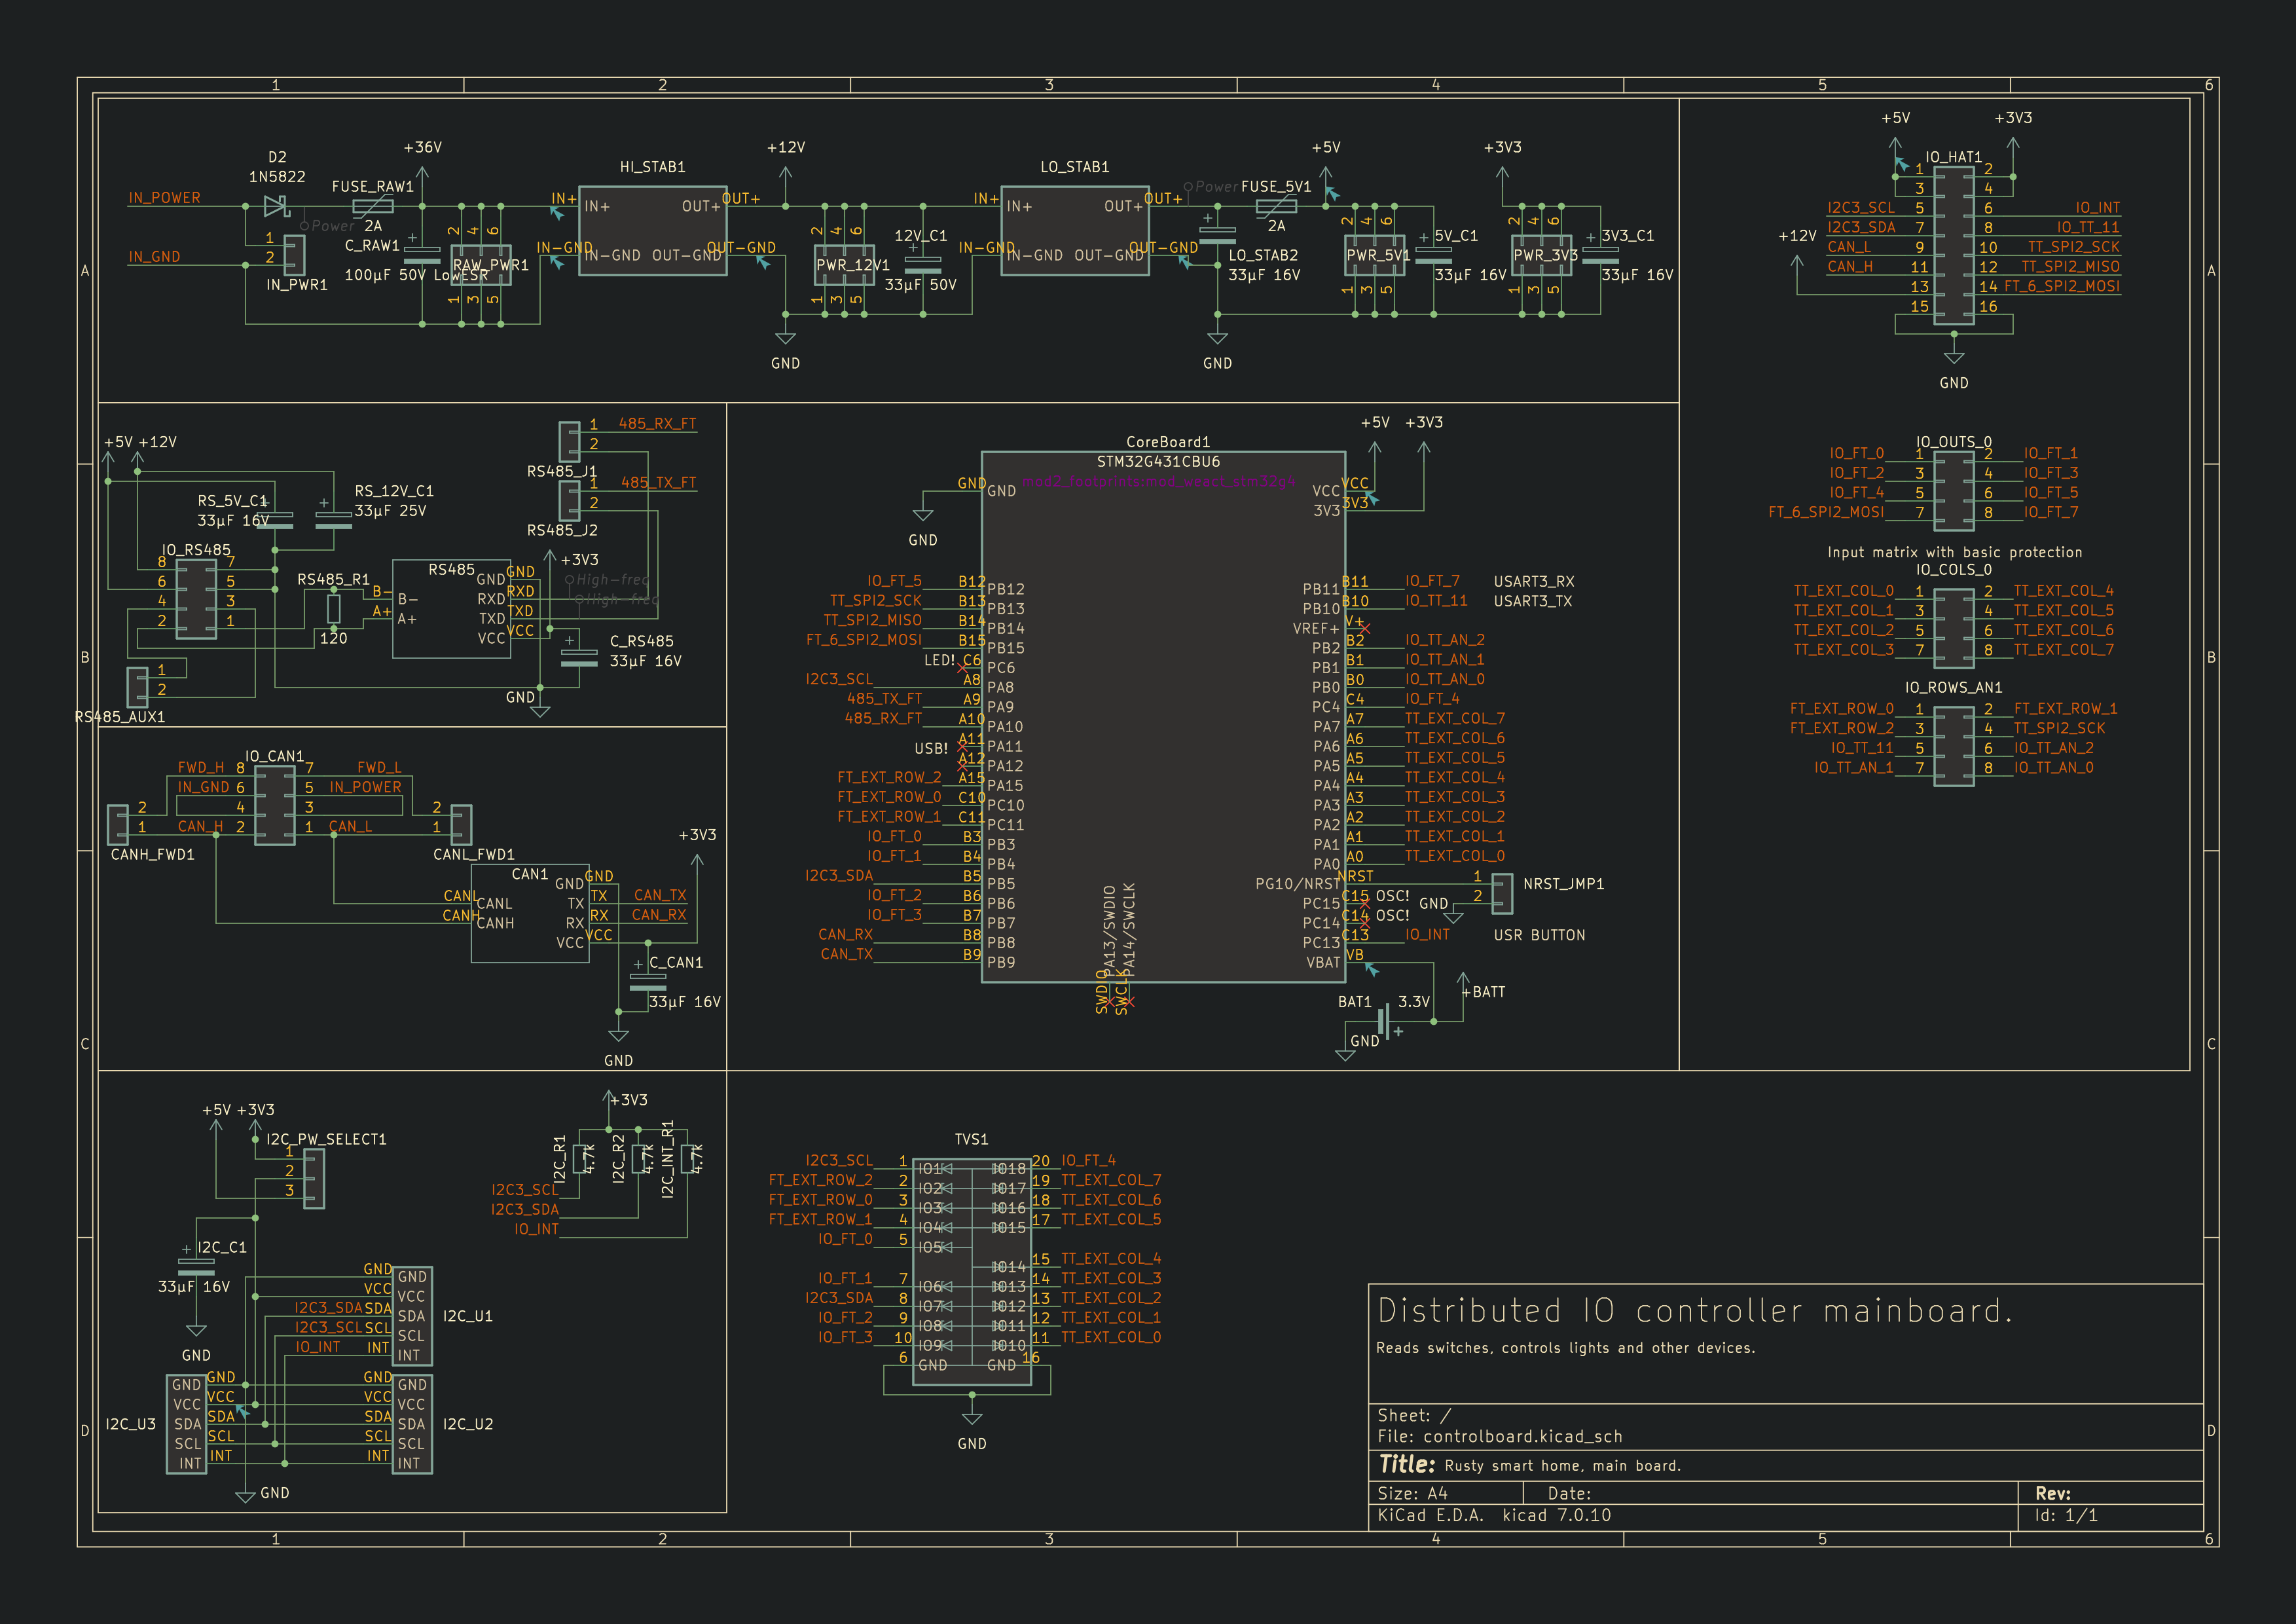 1 2 3 4 5 6
A
B
C
D
IN_POWER
IN_GND
D2
1N5822
Power
1
2
IN_PWR1
FUSE_RAW1
2A
+36V
C_RAW1
100µF 50V LowESR
2 4 6
RAW_PWR1
1 3 5
HI_STAB1
IN+ IN+ OUT+ OUT+
IN-GND IN-GND OUT-GND OUT-GND
+12V
GND
2 4 6
PWR_12V1
1 3 5
12V_C1
33µF 50V
LO_STAB1
IN+ IN+ OUT+ OUT+
IN-GND IN-GND OUT-GND OUT-GND
Power
FUSE_5V1
2A
LO_STAB2
33µF 16V
GND
+5V
2 4 6
PWR_5V1
1 3 5
5V_C1
33µF 16V
+3V3
2 4 6
PWR_3V3
1 3 5
3V3_C1
33µF 16V
+5V +3V3
IO_HAT1
1 2
3 4
I2C3_SCL 5 6 IO_INT
I2C3_SDA 7 8 IO_TT_11
+12V
CAN_L 9 10 TT_SPI2_SCK
CAN_H 11 12 TT_SPI2_MISO
13 14 FT_6_SPI2_MOSI
15 16
GND
IO_OUTS_0
IO_FT_0 1 2 IO_FT_1
IO_FT_2 3 4 IO_FT_3
IO_FT_4 5 6 IO_FT_5
FT_6_SPI2_MOSI 7 8 IO_FT_7
Input matrix with basic protection
IO_COLS_0
TT_EXT_COL_0 1 2 TT_EXT_COL_4
TT_EXT_COL_1 3 4 TT_EXT_COL_5
TT_EXT_COL_2 5 6 TT_EXT_COL_6
TT_EXT_COL_3 7 8 TT_EXT_COL_7
IO_ROWS_AN1
FT_EXT_ROW_0 1 2 FT_EXT_ROW_1
FT_EXT_ROW_2 3 4 TT_SPI2_SCK
IO_TT_11 5 6 IO_TT_AN_2
IO_TT_AN_1 7 8 IO_TT_AN_0
+5V +12V
RS_5V_C1
33µF 16V
RS_12V_C1
33µF 25V
IO_RS485
8 7
6 5
4 3
2 1
1
2
RS485_AUX1
RS485_R1
120
1 485_RX_FT
2
RS485_J1
1 485_TX_FT
2
RS485_J2
RS485
B- B-
A+ A+
GND GND
RXD RXD
TXD TXD
VCC VCC
+3V3
High-freq
High-freq
C_RS485
33µF 16V
GND
IO_CAN1
FWD_H 8 7 FWD_L
IN_GND 6 5 IN_POWER
4 3
CAN_H 2 1 CAN_L
2
1
CANH_FWD1
2
1
CANL_FWD1
CAN1
CANL CANL
CANH CANH
GND GND
TX TX CAN_TX
RX RX CAN_RX
VCC VCC
+3V3
C_CAN1
33µF 16V
GND
CoreBoard1
STM32G431CBU6
mod2_footprints:mod_weact_stm32g4
GND GND
GND
+5V +3V3
VCC VCC
3V3 3V3
IO_FT_5 B12 PB12
TT_SPI2_SCK B13 PB13
TT_SPI2_MISO B14 PB14
FT_6_SPI2_MOSI B15 PB15
LED! C6 PC6
I2C3_SCL A8 PA8
485_TX_FT A9 PA9
485_RX_FT A10 PA10
USB! A11 PA11
A12 PA12
FT_EXT_ROW_2 A15 PA15
FT_EXT_ROW_0 C10 PC10
FT_EXT_ROW_1 C11 PC11
IO_FT_0 B3 PB3
IO_FT_1 B4 PB4
I2C3_SDA B5 PB5
IO_FT_2 B6 PB6
IO_FT_3 B7 PB7
CAN_RX B8 PB8
CAN_TX B9 PB9
PB11 B11 IO_FT_7 USART3_RX
PB10 B10 IO_TT_11 USART3_TX
VREF+ V+
PB2 B2 IO_TT_AN_2
PB1 B1 IO_TT_AN_1
PB0 B0 IO_TT_AN_0
PC4 C4 IO_FT_4
PA7 A7 TT_EXT_COL_7
PA6 A6 TT_EXT_COL_6
PA5 A5 TT_EXT_COL_5
PA4 A4 TT_EXT_COL_4
PA3 A3 TT_EXT_COL_3
PA2 A2 TT_EXT_COL_2
PA1 A1 TT_EXT_COL_1
PA0 A0 TT_EXT_COL_0
PG10/NRST NRST
PC15 C15 OSC!
PC14 C14 OSC!
PC13 C13 IO_INT USR BUTTON
VBAT VB
1
2
NRST_JMP1
GND
PA13/SWDIO SWDIO
PA14/SWCLK SWCLK
BAT1 3.3V
+BATT
GND
+5V +3V3
I2C_PW_SELECT1
1
2
3
I2C_C1
33µF 16V
GND
GND GND
VCC VCC
I2C3_SDA SDA SDA
I2C3_SCL SCL SCL
IO_INT INT INT
I2C_U1
GND GND GND GND
VCC VCC VCC VCC
SDA SDA SDA SDA
SCL SCL SCL SCL
INT INT INT INT
I2C_U3
I2C_U2
GND
+3V3
I2C_R1
4.7k
I2C_R2
4.7k
I2C_INT_R1
4.7k
I2C3_SCL
I2C3_SDA
IO_INT
TVS1
I2C3_SCL 1 IO1 IO18 20 IO_FT_4
FT_EXT_ROW_2 2 IO2 IO17 19 TT_EXT_COL_7
FT_EXT_ROW_0 3 IO3 IO16 18 TT_EXT_COL_6
FT_EXT_ROW_1 4 IO4 IO15 17 TT_EXT_COL_5
IO_FT_0 5 IO5
IO14 15 TT_EXT_COL_4
IO_FT_1 7 IO6 IO13 14 TT_EXT_COL_3
I2C3_SDA 8 IO7 IO12 13 TT_EXT_COL_2
IO_FT_2 9 IO8 IO11 12 TT_EXT_COL_1
IO_FT_3 10 IO9 IO10 11 TT_EXT_COL_0
6 GND GND 16
GND
Distributed IO controller mainboard.
Reads switches, controls lights and other devices.
Sheet: /
File: controlboard.kicad_sch
Title: Rusty smart home, main board.
Size: A4 Date: Rev:
KiCad E.D.A. kicad 7.0.10 Id: 1/1
1 2 3 4 5 6
A
B
C
D